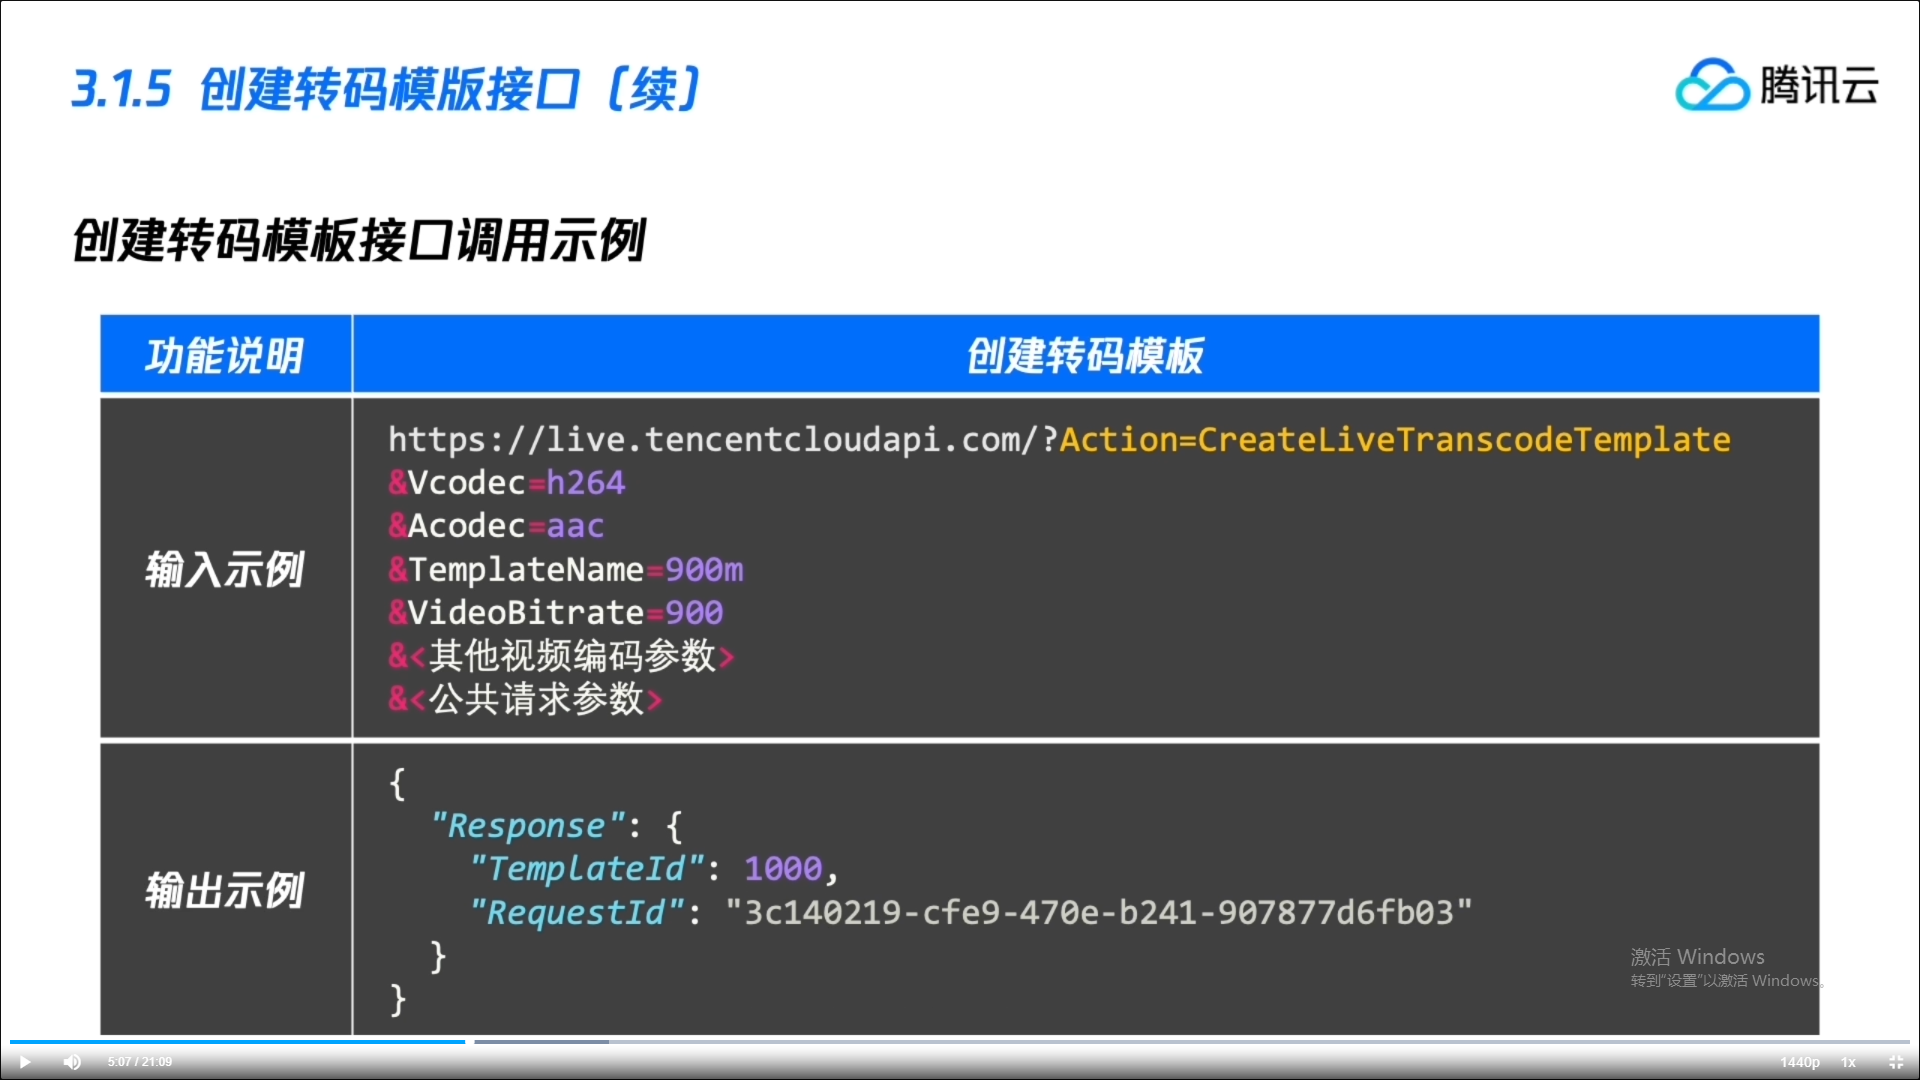 3.1.5 创建转码模版接口（续）
腾讯云
创建转码模板接口调用示例
功能说明
创建转码模板
输入示例
https://live.tencentcloudapi.com/?Action=CreateLiveTranscodeTemplate
&Vcodec=h264
&Acodec=aac
&TemplateName=900m
&VideoBitrate=900
&<其他视频编码参数>
&<公共请求参数>
输出示例
{
"Response": {
"TemplateId": 1000,
"RequestId": "3c140219-cfe9-470e-b241-907877d6fb03"
}
}
激活 Windows
转到"设置"以激活 Windows。
5:07 / 21:09
1440p
1x